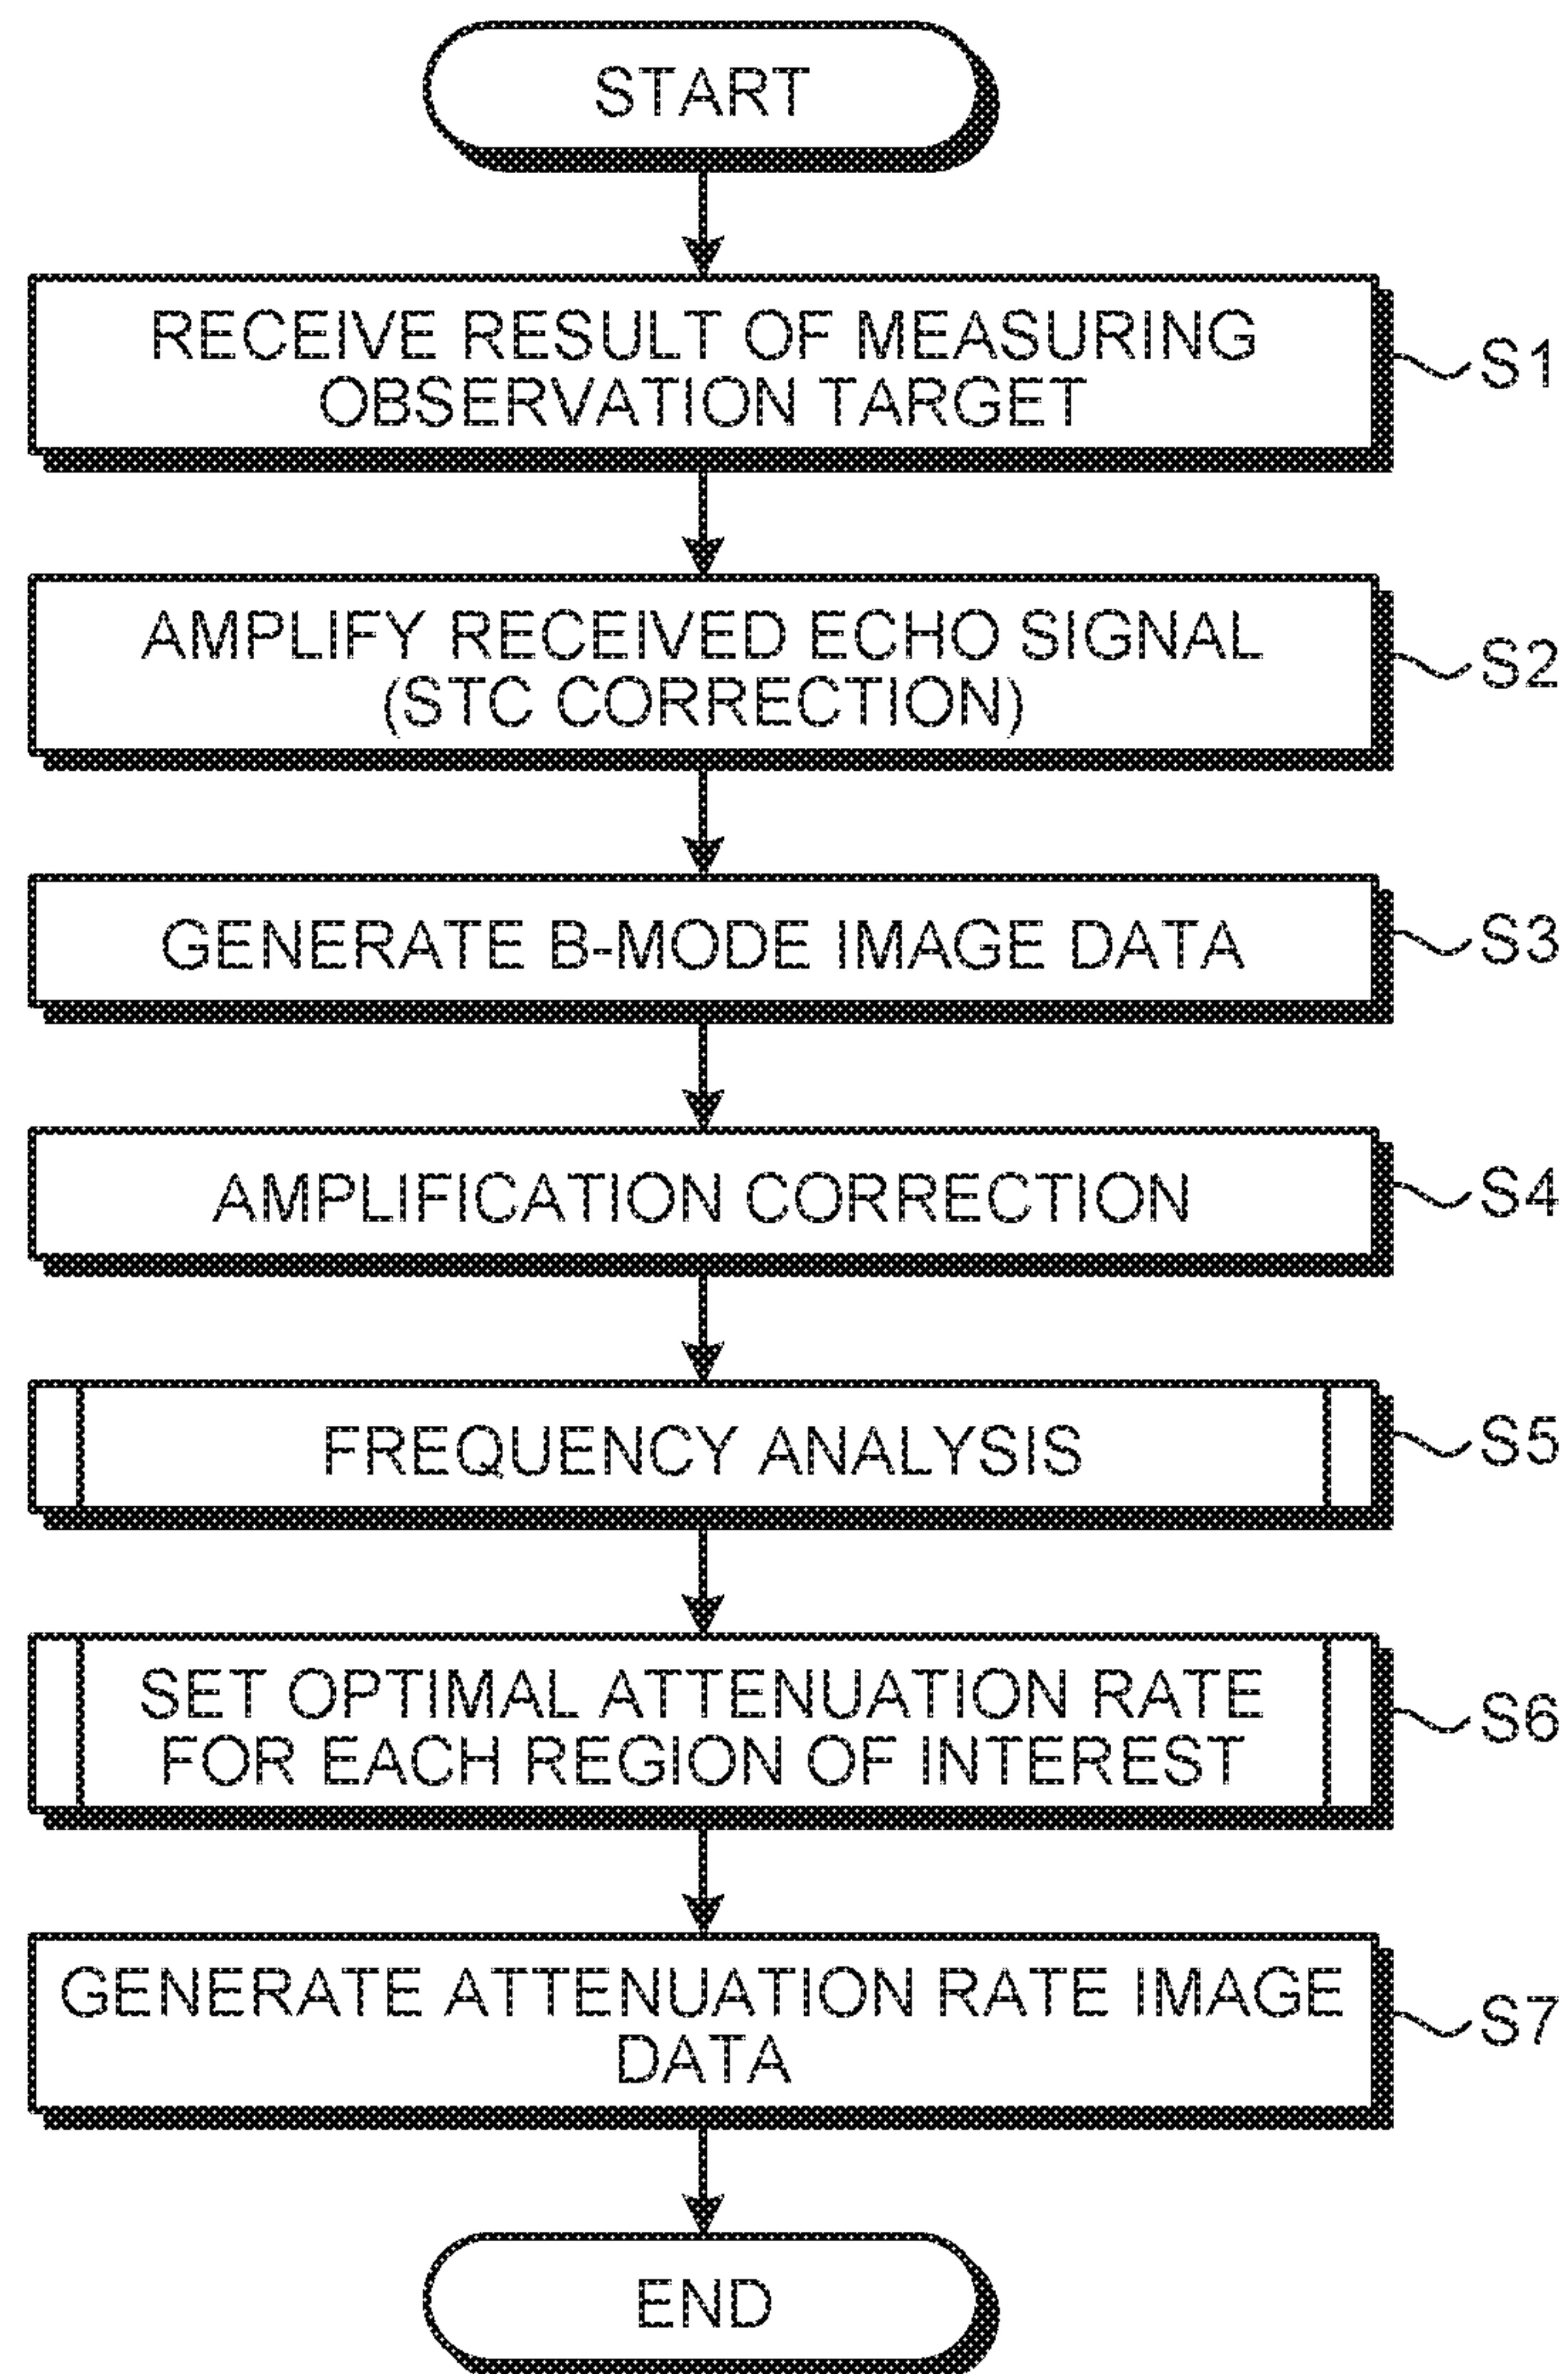 START
RECEIVE RESULT OF MEASURING
OBSERVATION TARGET
S1
AMPLIFY RECEIVED ECHO SIGNAL
(STC CORRECTION)
S2
GENERATE B-MODE IMAGE DATA
S3
AMPLIFICATION CORRECTION
S4
FREQUENCY ANALYSIS
S5
SET OPTIMAL ATTENUATION RATE
FOR EACH REGION OF INTEREST
S6
GENERATE ATTENUATION RATE IMAGE
DATA
S7
END